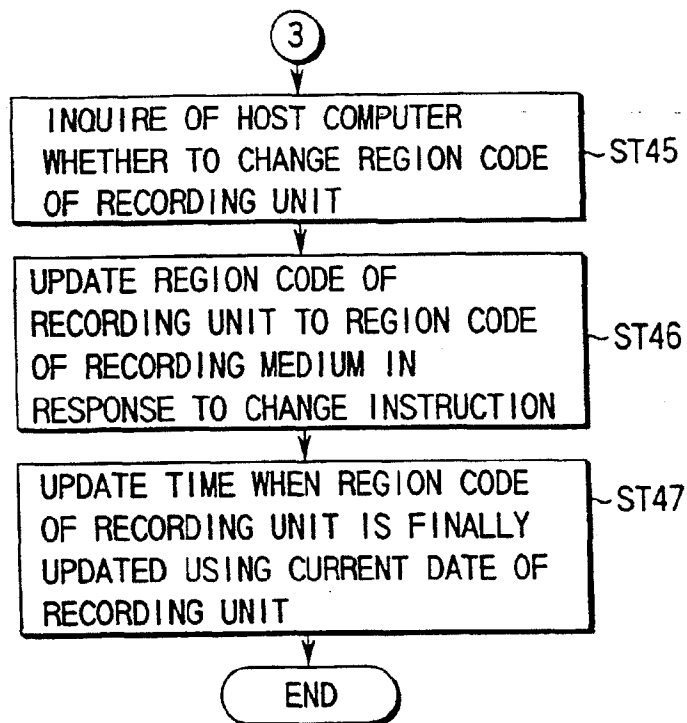 3
INQUIRE OF HOST COMPUTER
WHETHER TO CHANGE REGION CODE
OF RECORDING UNIT
ST45
UPDATE REGION CODE OF
RECORDING UNIT TO REGION CODE
OF RECORDING MEDIUM IN
RESPONSE TO CHANGE INSTRUCTION
ST46
UPDATE TIME WHEN REGION CODE
OF RECORDING UNIT IS FINALLY
UPDATED USING CURRENT DATE OF
RECORDING UNIT
ST47
END